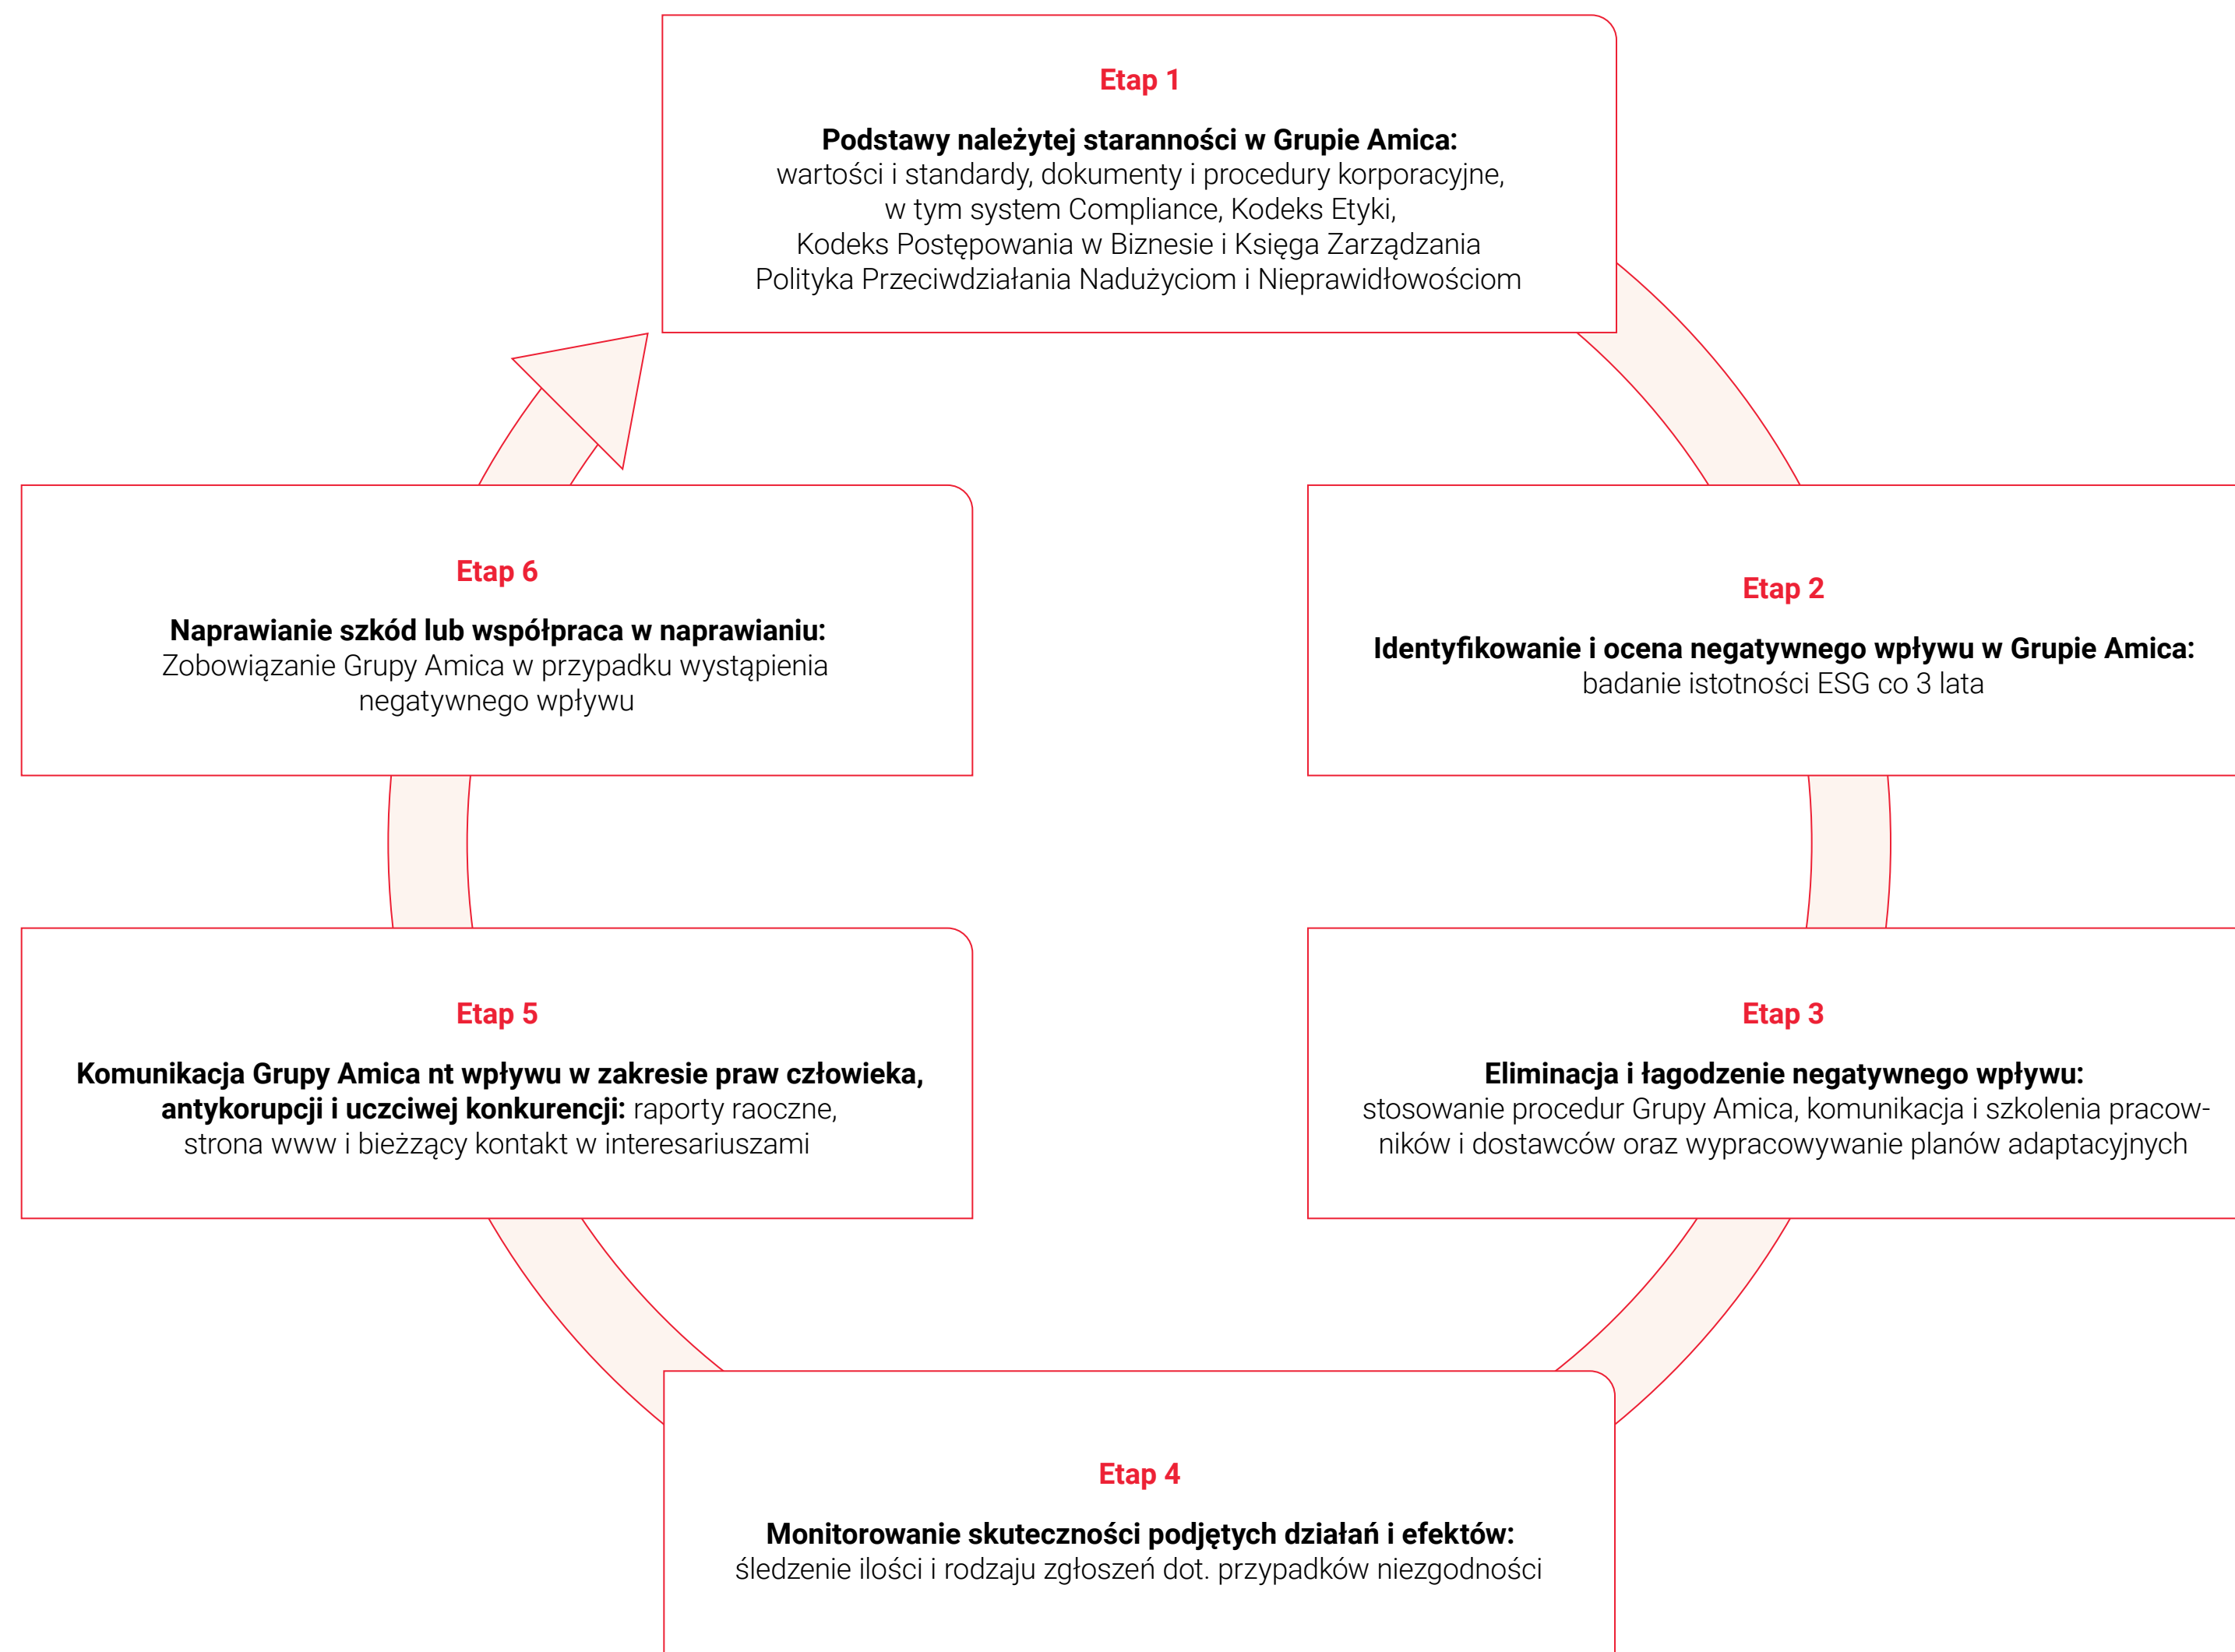 Etap 1
Podstawy należytej staranności w Grupie Amica:
wartości i standardy, dokumenty i procedury korporacyjne,
w tym system Compliance, Kodeks Etyki,
Kodeks Postępowania w Biznesie i Księga Zarządzania
Polityka Przeciwdziałania Nadużyciom i Nieprawidłowościom
Etap 2
Identyfikowanie i ocena negatywnego wpływu w Grupie Amica:
badanie istotności ESG co 3 lata
Etap 3
Eliminacja i łagodzenie negatywnego wpływu:
stosowanie procedur Grupy Amica, komunikacja i szkolenia pracow-
ników i dostawców oraz wypracowywanie planów adaptacyjnych
Etap 4
Monitorowanie skuteczności podjętych działań i efektów:
śledzenie ilości i rodzaju zgłoszeń dot. przypadków niezgodności
Etap 5
Komunikacja Grupy Amica nt wpływu w zakresie praw człowieka,
antykorupcji i uczciwej konkurencji: raporty raoczne,
strona www i bieżzący kontakt w interesariuszami
Etap 6
Naprawianie szkód lub współpraca w naprawianiu:
Zobowiązanie Grupy Amica w przypadku wystąpienia
negatywnego wpływu